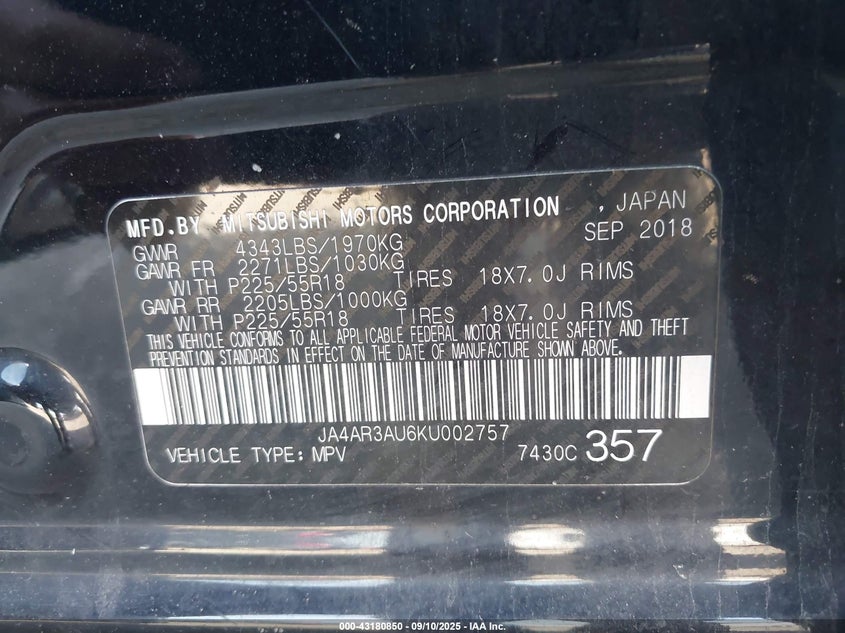 MFD.BY MITSUBISHI MOTORS CORPORATION , JAPAN
GVWR 4343LBS/1970KG SEP 2018
GAWR FR 2271LBS/1030KG
WITH P225/55R18 TIRES 18X7.0J RIMS
GAWR RR 2205LBS/1000KG
WITH P225/55R18 TIRES 18X7.0J RIMS
THIS VEHICLE CONFORMS TO ALL APPLICABLE FEDERAL MOTOR VEHICLE SAFETY AND THEFT
PREVENTION STANDARDS IN EFFECT ON THE DATE OF MANUFACTURE SHOWN ABOVE.
JA4AR3AU6KU002757
VEHICLE TYPE: MPV 7430C 357
000-43180850 - 09/10/2025 - IAA Inc.